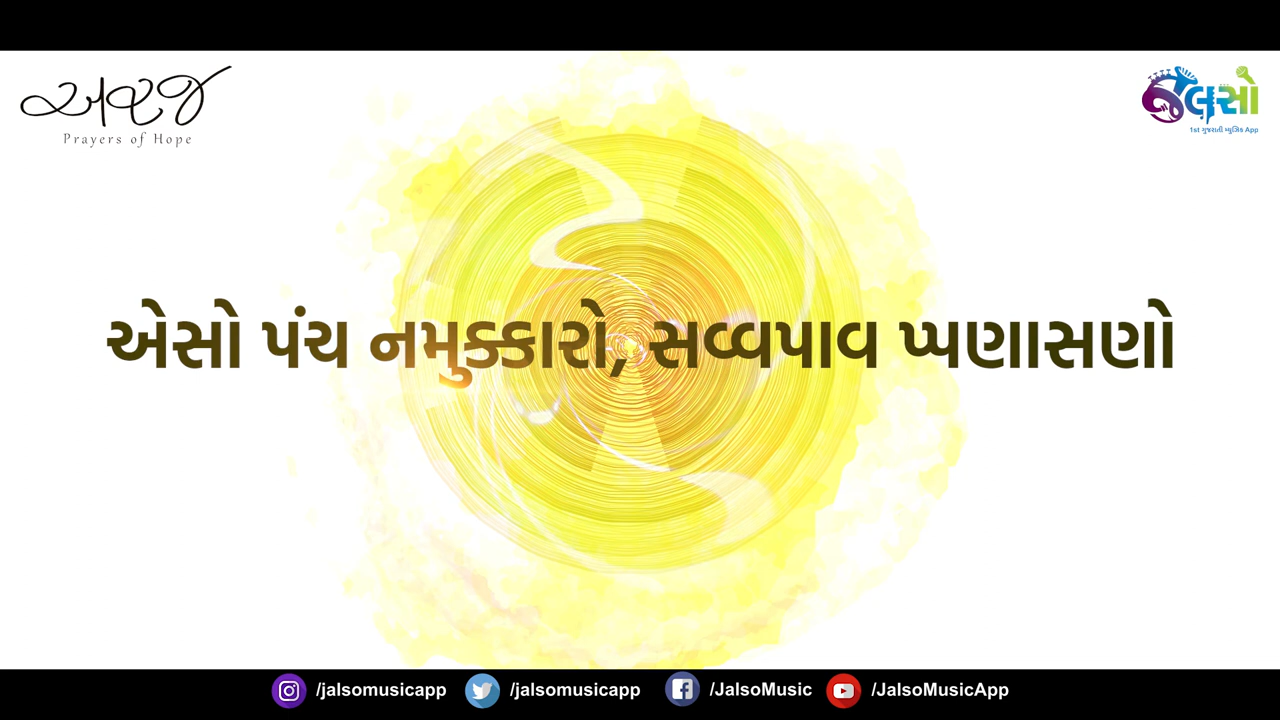 અરજ
Prayers of Hope
જલસો
1st ગુજરાતી મ્યુઝિક App
એસો પંચ નમુક્કારો, સવ્વપાવ પ્પણાસણો
/jalsomusicapp /jalsomusicapp /JalsoMusic /JalsoMusicApp